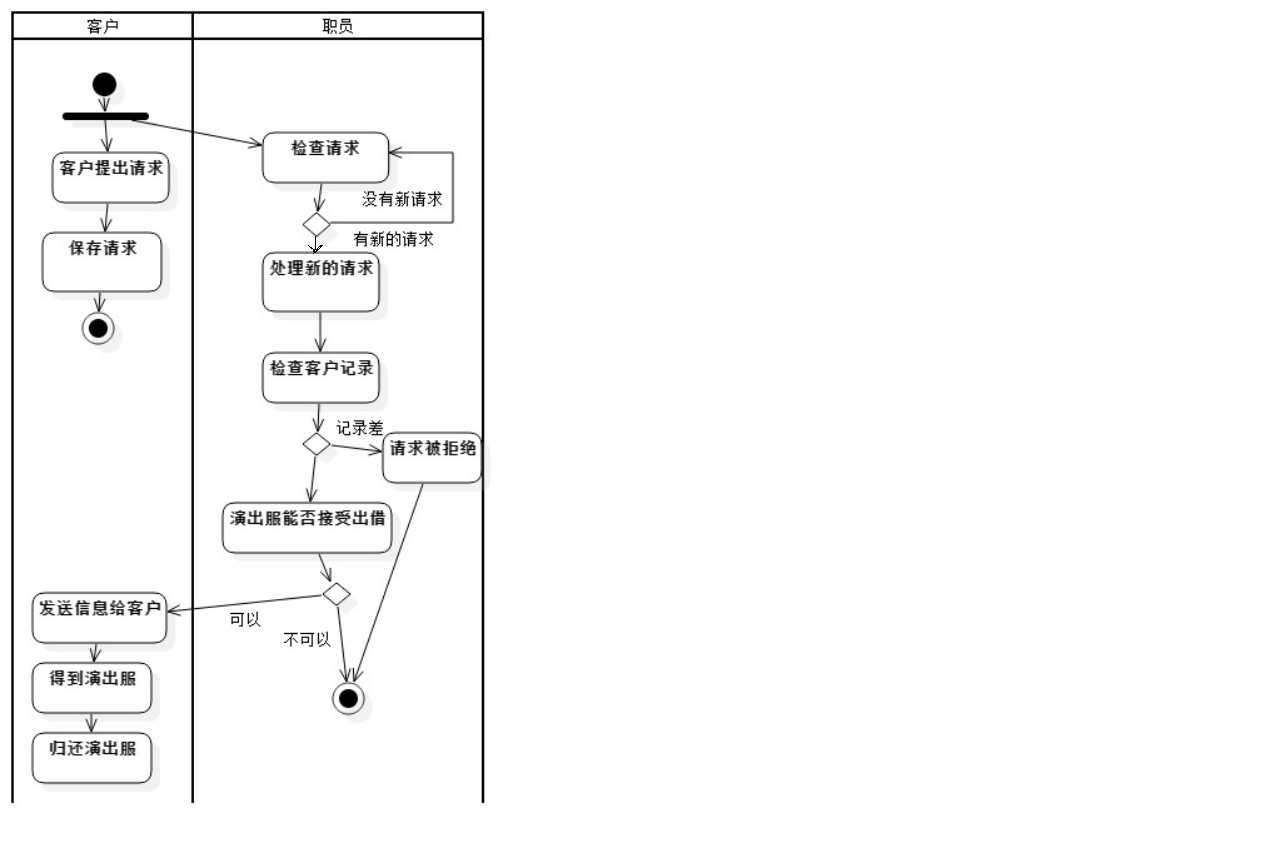 客户
职员
检查请求
客户提出请求
没有新请求
有新的请求
保存请求
处理新的请求
检查客户记录
记录差
请求被拒绝
演出服能否接受出借
发送信息给客户
可以
不可以
得到演出服
归还演出服